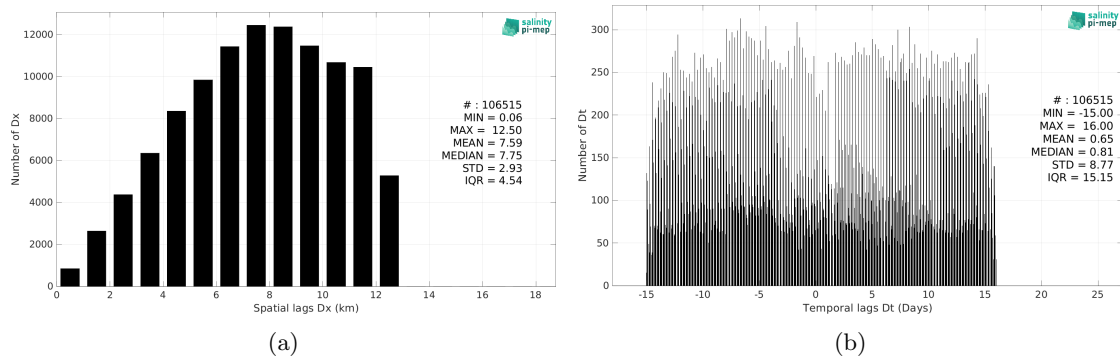 salinity
pi-mep
12000
10000
8000
6000
4000
2000
0
Number of Dx
# : 106515
MIN = 0.06
MAX = 12.50
MEAN = 7.59
MEDIAN = 7.75
STD = 2.93
IQR = 4.54
0 2 4 6 8 10 12 14 16 18
Spatial lags Dx (km)
(a)
salinity
pi-mep
300
250
200
150
100
50
0
Number of Dt
# : 106515
MIN = -15.00
MAX = 16.00
MEAN = 0.65
MEDIAN = 0.81
STD = 8.77
IQR = 15.15
-15 -10 -5 0 5 10 15 20 25
Temporal lags Dt (Days)
(b)